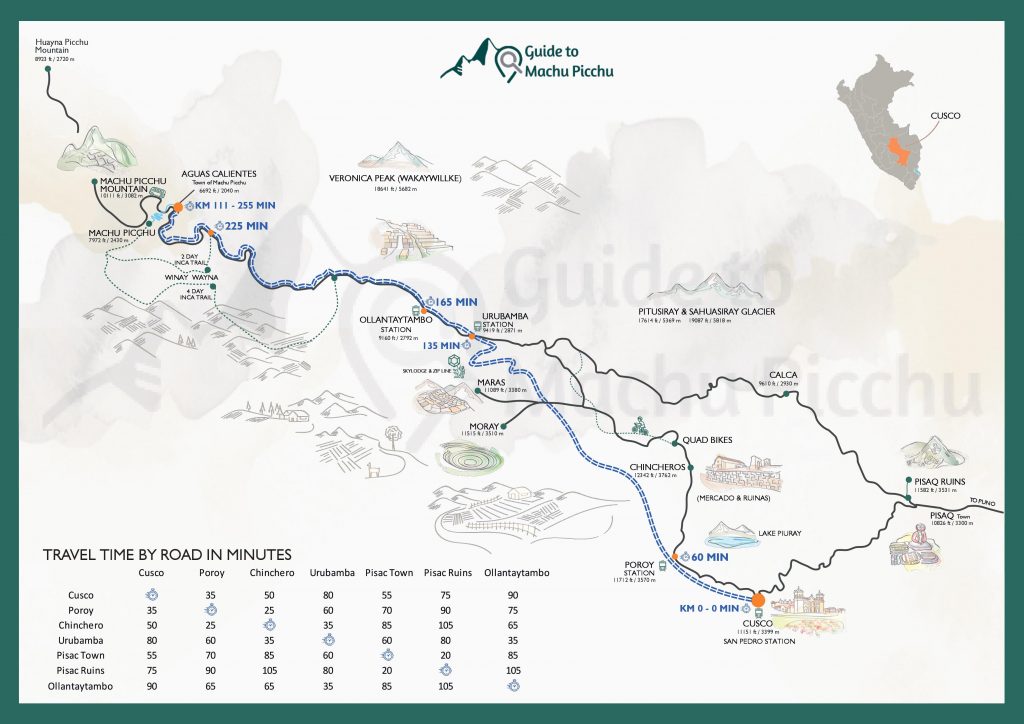 Huayna Picchu
Mountain
8923 ft / 2720 m
Guide to
Machu Picchu
CUSCO
MACHU PICCHU
MOUNTAIN
10111 ft / 3082 m
AGUAS CALIENTES
Town of Machu Picchu
6692 ft / 2040 m
KM 111 - 255 MIN
225 MIN
MACHU PICCHU
7972 ft / 2430 m
2 DAY
INCA TRAIL
WINAY WAYNA
4 DAY
INCA TRAIL
VERONICA PEAK (WAKAYWILLKE)
18641 ft / 5682 m
Guide to
Machu Picchu
PITUSIRAY & SAHUASIRAY GLACIER
17614 ft / 5369 m 19087 ft / 5818 m
165 MIN
OLLANTAYTAMBO
STATION
9160 ft / 2792 m
URUBAMBA
STATION
9419 ft / 2871 m
135 MIN
SKYLODGE & ZIP LINE
MARAS
11089 ft / 3380 m
MORAY
11515 ft / 3510 m
CALCA
9610 ft / 2930 m
QUAD BIKES
CHINCHEROS
12342 ft / 3762 m
(MERCADO & RUINAS)
PISAQ RUINS
11582 ft / 3531 m
TO PUNO
PISAQ Town
10826 ft / 3300 m
LAKE PIURAY
60 MIN
POROY
STATION
11712 ft / 3570 m
KM 0 - 0 MIN
CUSCO
11151 ft / 3399 m
SAN PEDRO STATION
TRAVEL TIME BY ROAD IN MINUTES
Cusco Poroy Chinchero Urubamba Pisac Town Pisac Ruins Ollantaytambo
Cusco 35 50 80 55 75 90
Poroy 35 25 60 70 90 75
Chinchero 50 25 35 85 105 65
Urubamba 80 60 35 60 80 35
Pisac Town 55 70 85 60 20 85
Pisac Ruins 75 90 105 80 20 105
Ollantaytambo 90 65 65 35 85 105